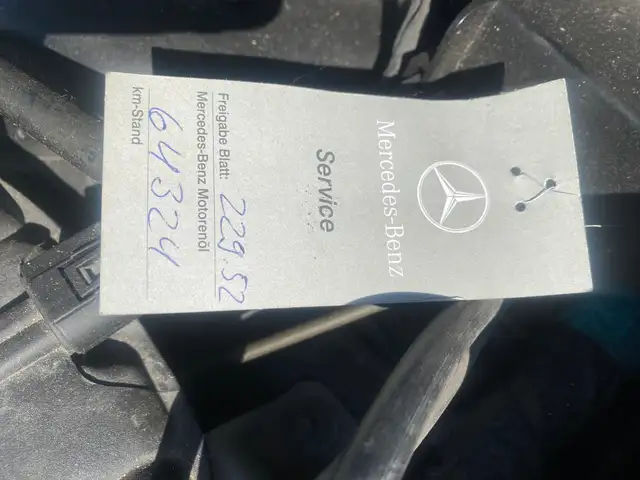 Mercedes-Benz
Service
Freigabe Blatt: 229.52
Mercedes-Benz Motorenöl
64324
km-Stand